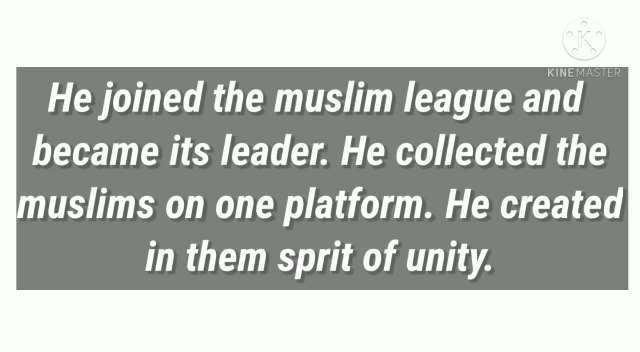 K
KINEMASTER
He joined the muslim league and
became its leader. He collected the
muslims on one platform. He created
in them sprit of unity.